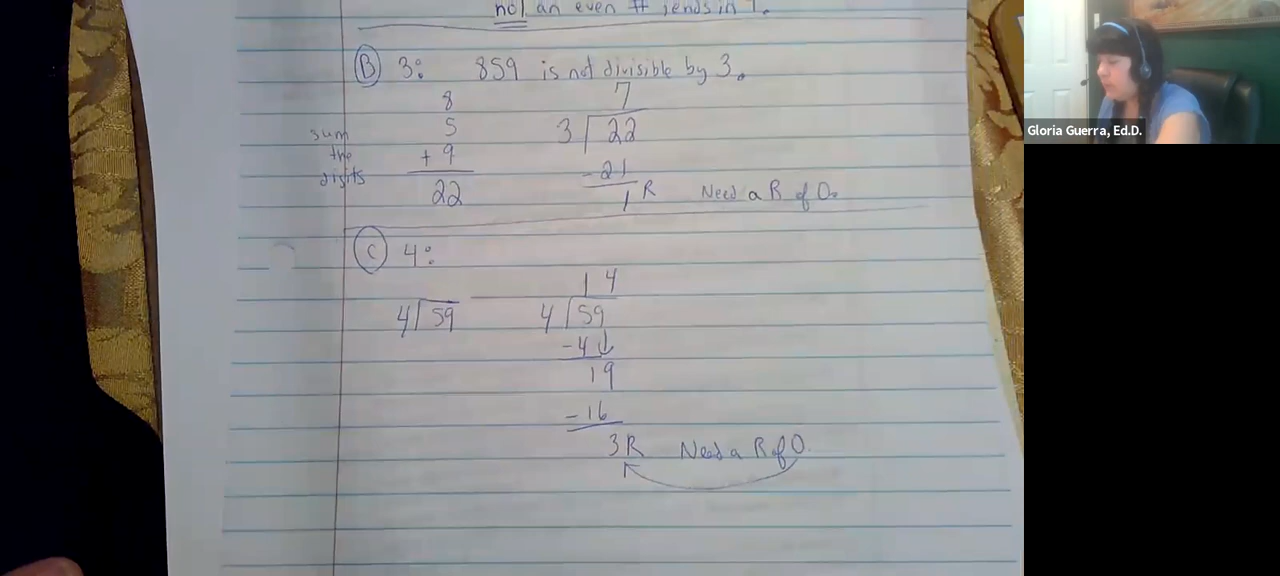 not an even # (ends in 1.
(B) 3: 859 is not divisible by 3.
8
5
+ 9
22
sum
the
digits
7
3 22
-21
1 R Need a R of 0.
(C) 4:
4 59
14
4 59
-4
19
-16
3 R Need a R of 0.
Gloria Guerra, Ed.D.